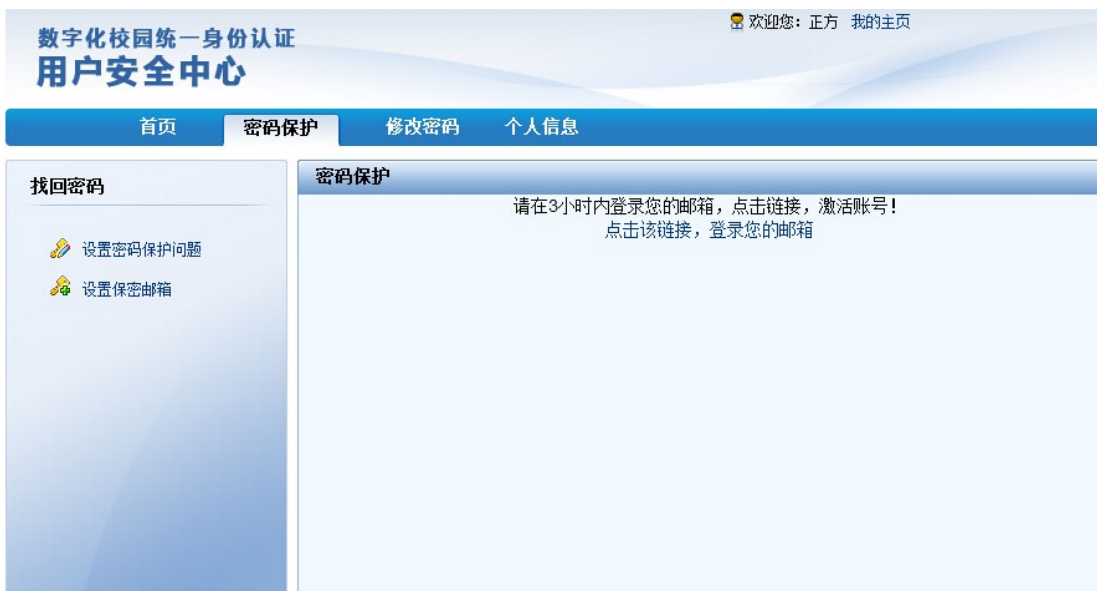 欢迎您：正方 我的主页
数字化校园统一身份认证
用户安全中心
首页 密码保护 修改密码 个人信息
找回密码
设置密码保护问题
设置保密邮箱
密码保护
请在3小时内登录您的邮箱，点击链接，激活账号！
点击该链接，登录您的邮箱